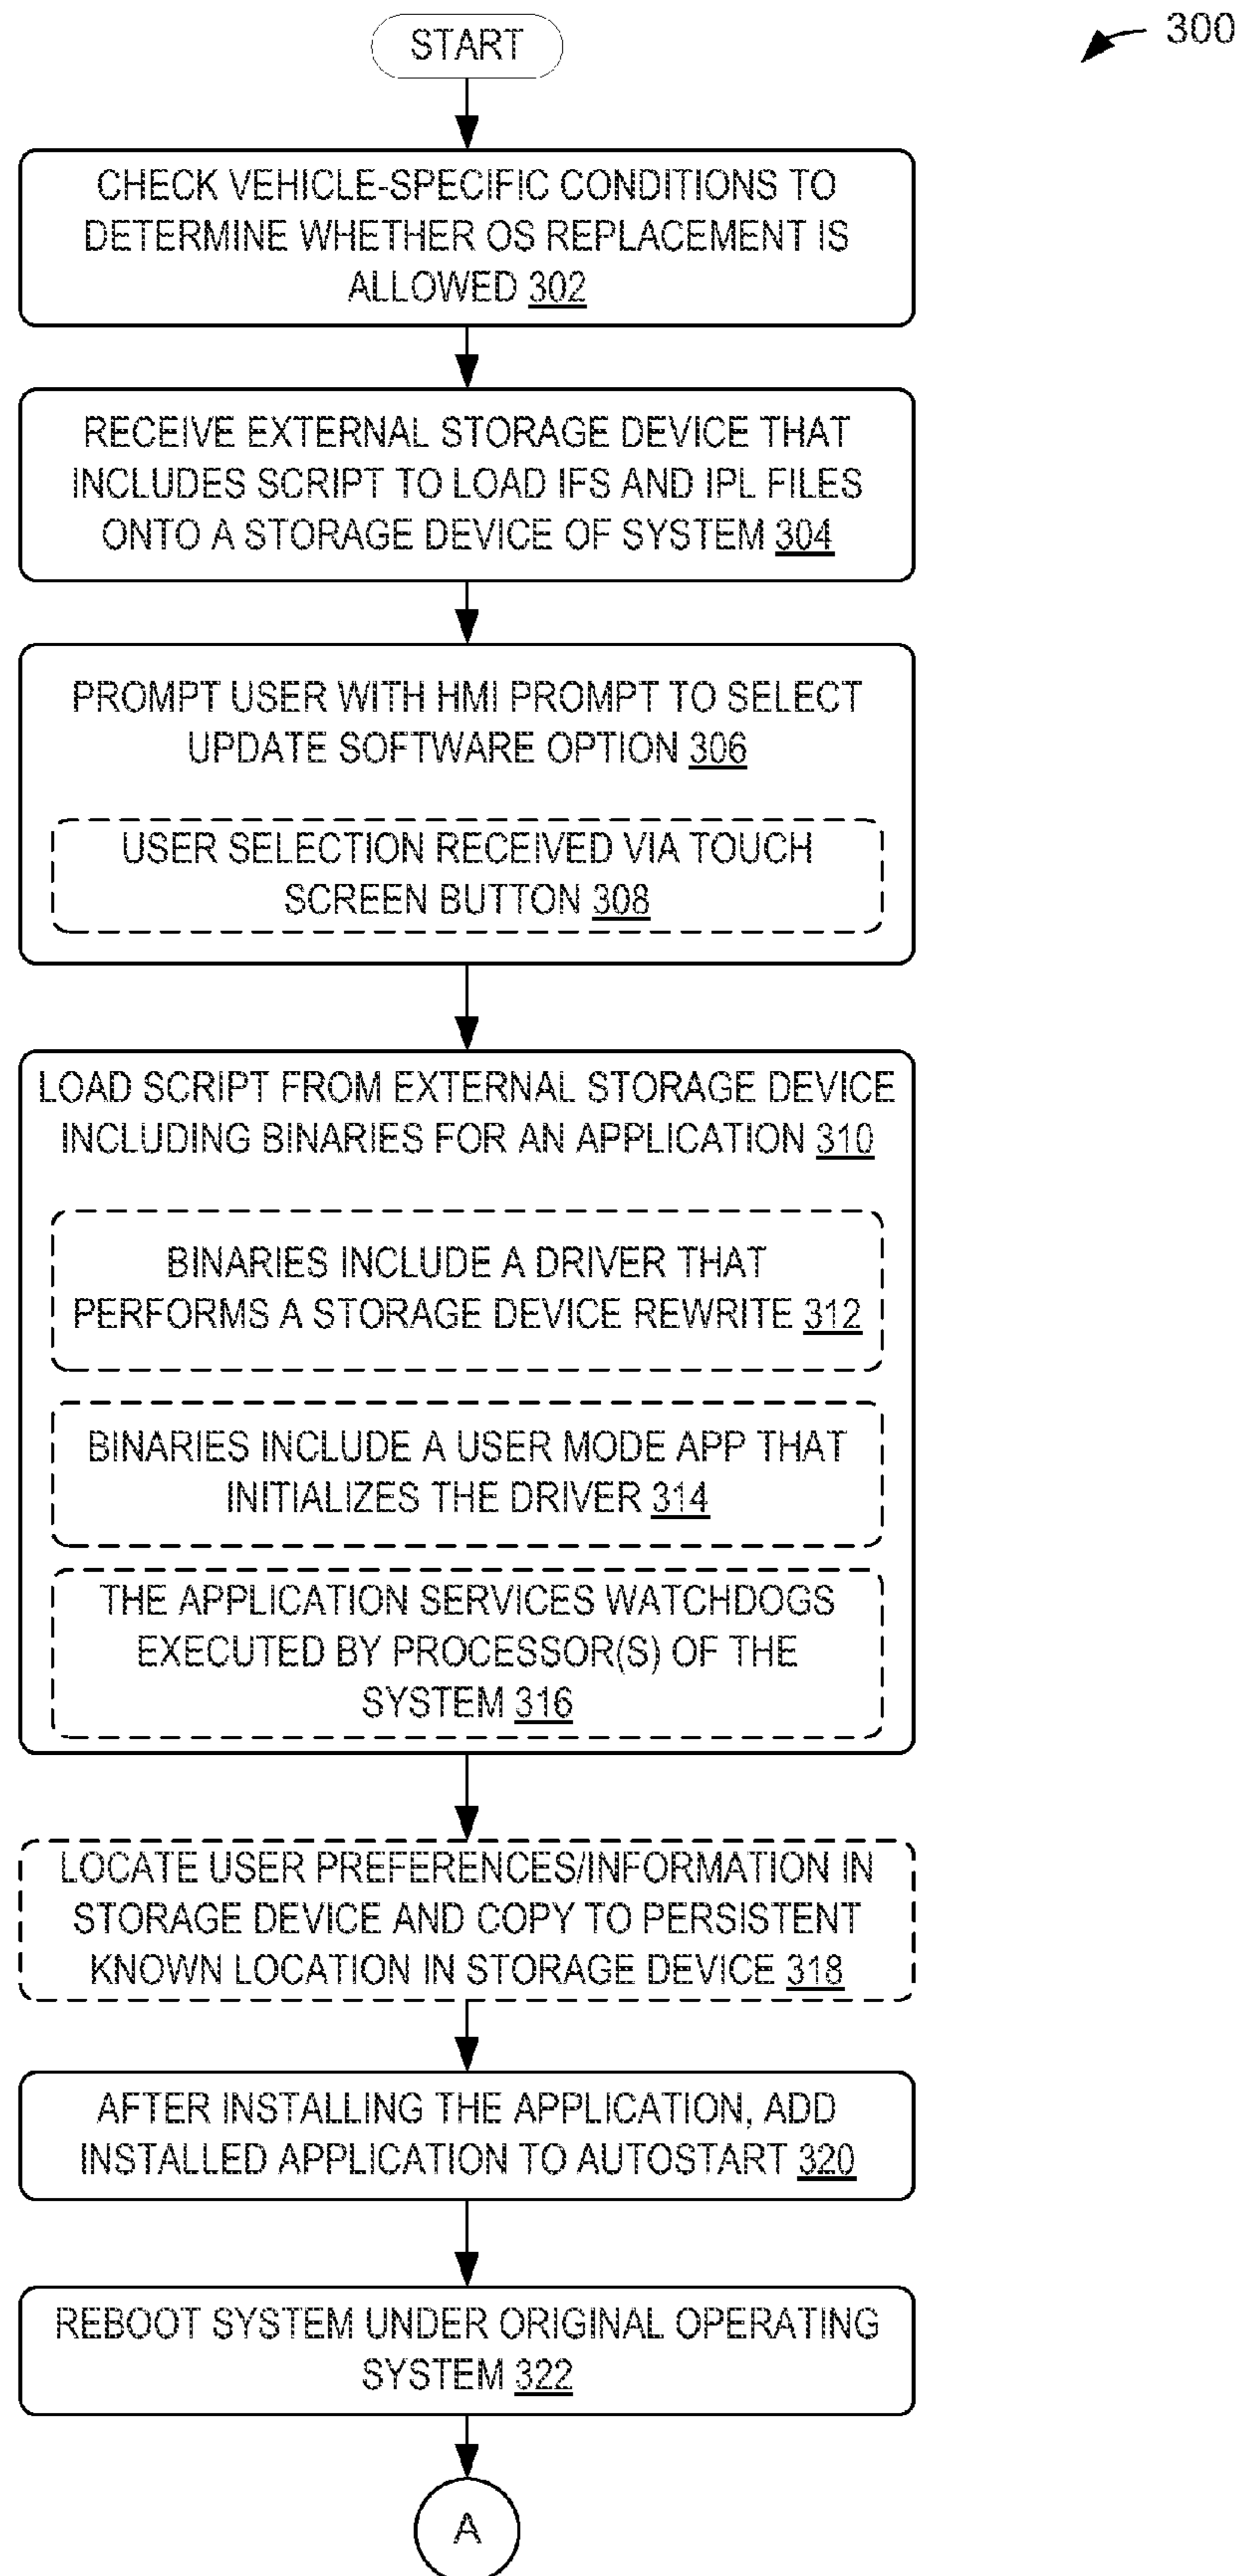 START
300
CHECK VEHICLE-SPECIFIC CONDITIONS TO
DETERMINE WHETHER OS REPLACEMENT IS
ALLOWED 302
RECEIVE EXTERNAL STORAGE DEVICE THAT
INCLUDES SCRIPT TO LOAD IFS AND IPL FILES
ONTO A STORAGE DEVICE OF SYSTEM 304
PROMPT USER WITH HMI PROMPT TO SELECT
UPDATE SOFTWARE OPTION 306
USER SELECTION RECEIVED VIA TOUCH
SCREEN BUTTON 308
LOAD SCRIPT FROM EXTERNAL STORAGE DEVICE
INCLUDING BINARIES FOR AN APPLICATION 310
BINARIES INCLUDE A DRIVER THAT
PERFORMS A STORAGE DEVICE REWRITE 312
BINARIES INCLUDE A USER MODE APP THAT
INITIALIZES THE DRIVER 314
THE APPLICATION SERVICES WATCHDOGS
EXECUTED BY PROCESSOR(S) OF THE
SYSTEM 316
LOCATE USER PREFERENCES/INFORMATION IN
STORAGE DEVICE AND COPY TO PERSISTENT
KNOWN LOCATION IN STORAGE DEVICE 318
AFTER INSTALLING THE APPLICATION, ADD
INSTALLED APPLICATION TO AUTOSTART 320
REBOOT SYSTEM UNDER ORIGINAL OPERATING
SYSTEM 322
A